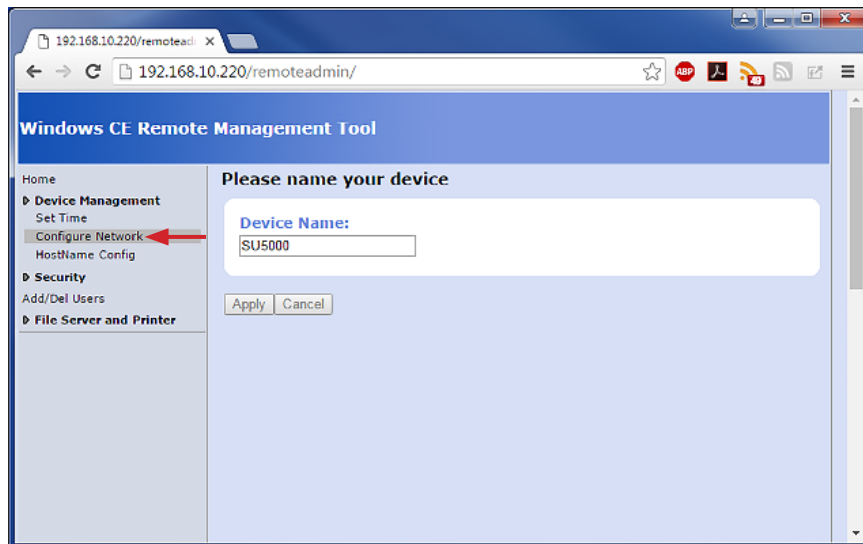 192.168.10.220/remotead
192.168.10.220/remoteadmin/
ABP
Windows CE Remote Management Tool
Home
Device Management
Set Time
Configure Network
HostName Config
Security
Add/Del Users
File Server and Printer
Please name your device
Device Name:
SU5000
Apply
Cancel